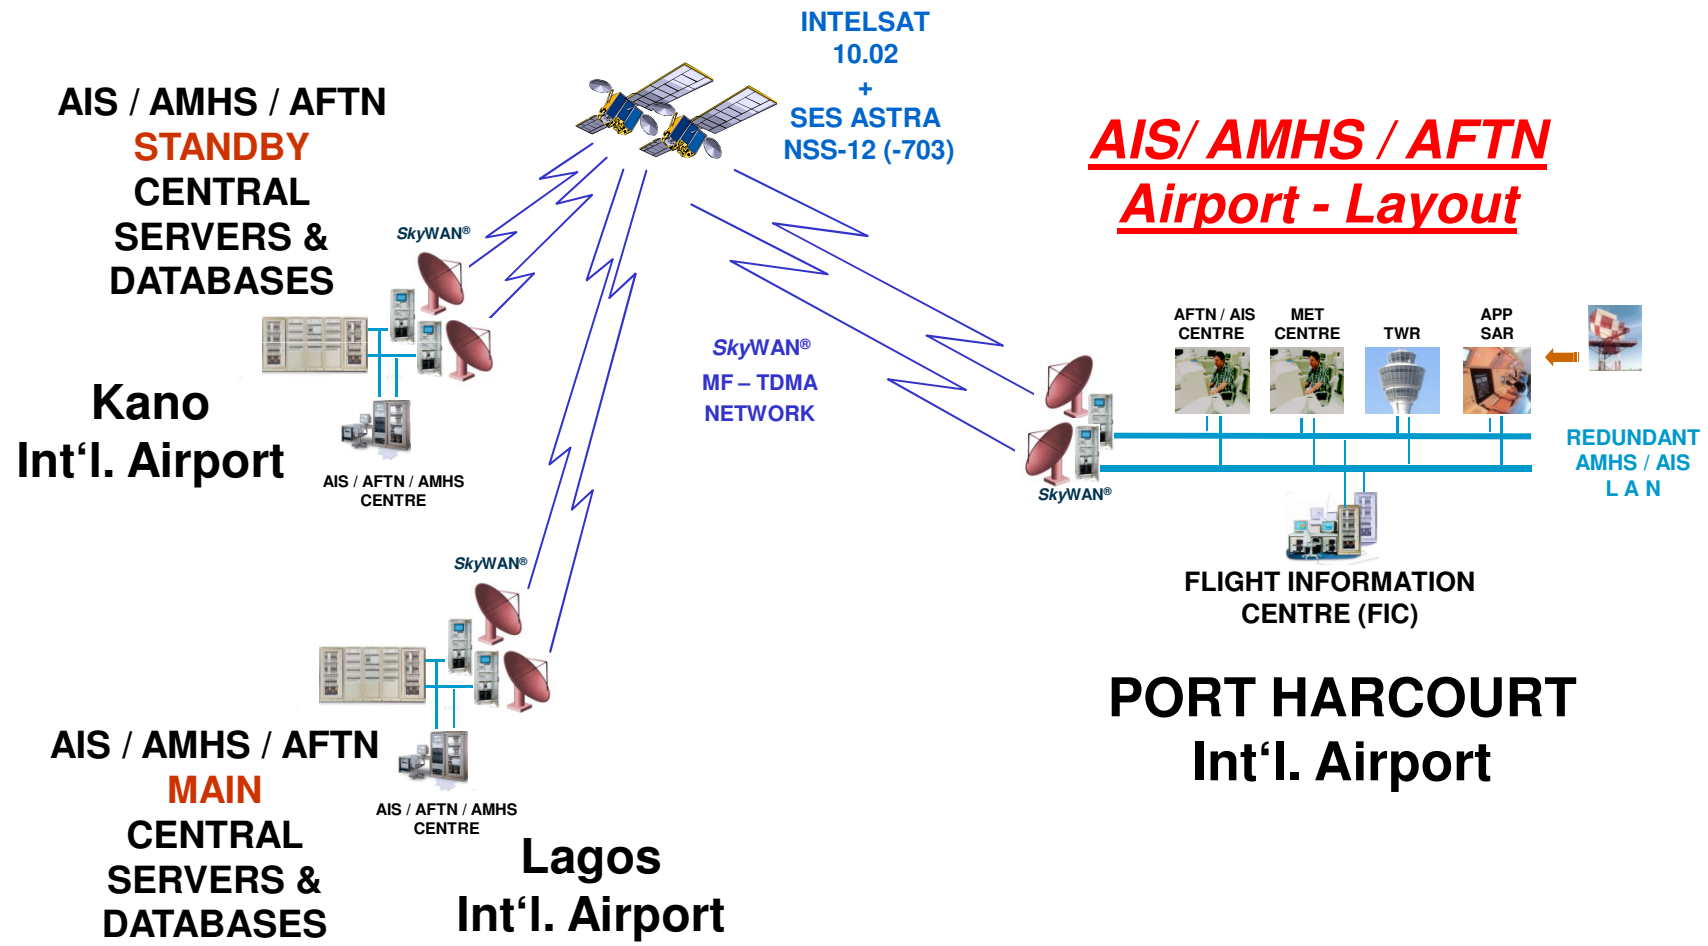 INTELSAT
10.02
+
SES ASTRA
NSS-12 (-703)
AIS / AMHS / AFTN
STANDBY
CENTRAL
SERVERS &
DATABASES
SkyWAN®
Kano
Int‘l. Airport
AIS / AFTN / AMHS
CENTRE
AIS/ AMHS / AFTN
Airport - Layout
SkyWAN®
MF – TDMA
NETWORK
AFTN / AIS
CENTRE
MET
CENTRE
TWR
APP
SAR
REDUNDANT
AMHS / AIS
L A N
SkyWAN®
FLIGHT INFORMATION
CENTRE (FIC)
PORT HARCOURT
Int‘l. Airport
SkyWAN®
AIS / AMHS / AFTN
MAIN
CENTRAL
SERVERS &
DATABASES
AIS / AFTN / AMHS
CENTRE
Lagos
Int‘l. Airport